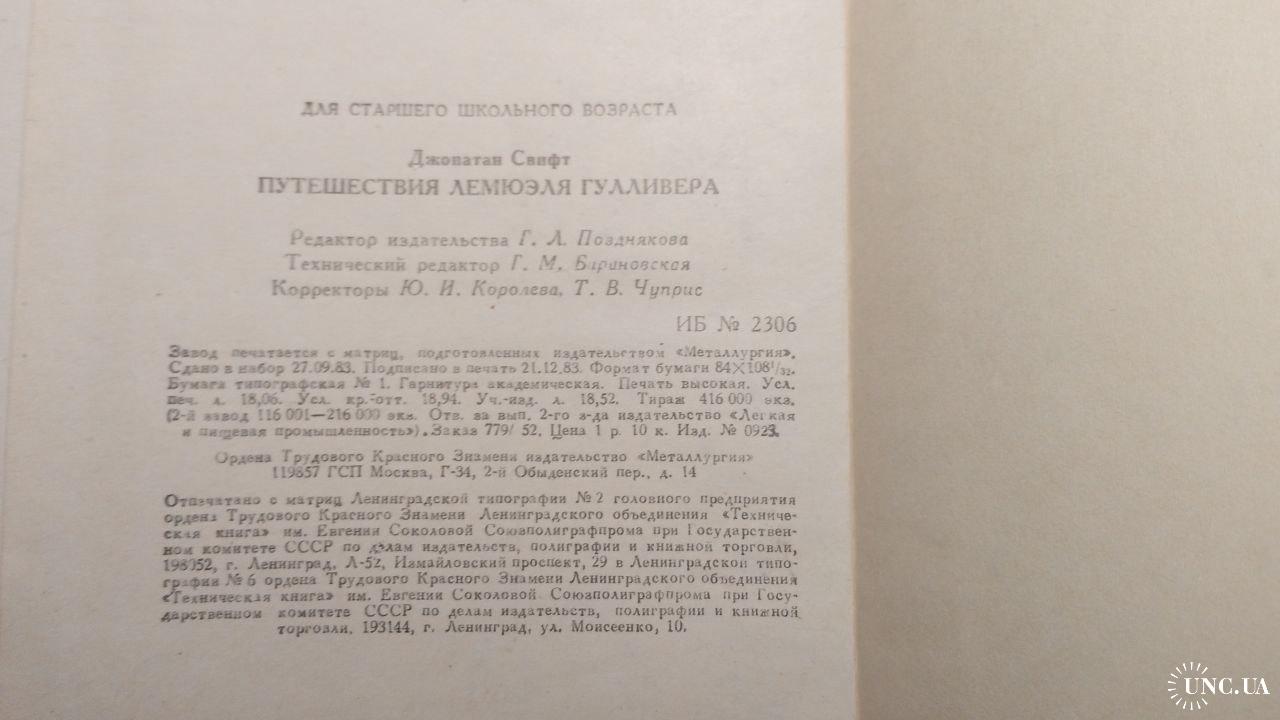 ДЛЯ СТАРШЕГО ШКОЛЬНОГО ВОЗРАСТА
Джонатан Свифт
ПУТЕШЕСТВИЯ ЛЕМЮЭЛЯ ГУЛЛИВЕРА
Редактор издательства Г. Л. Позднякова
Технический редактор Г. М. Барановская
Корректоры Ю. И. Королева, Т. В. Чуприс
ИБ № 2306
Завод печатается с матриц, подготовленных издательством «Металлургия».
Сдано в набор 27.09.83. Подписано в печать 21.12.83. Формат бумаги 84×108¹/₃₂.
Бумага типографская № 1. Гарнитура академическая. Печать высокая. Усл.
печ. л. 18,06. Усл. кр.-отт. 18,94. Уч.-изд. л. 18,52. Тираж 416 000 экз.
(2-й завод 116 001—216 000 экз. Отв. за вып. 2-го з-да издательство «Легкая
и пищевая промышленность»). Заказ 779/ 52. Цена 1 р. 10 к. Изд. № 0923.
Ордена Трудового Красного Знамени издательство «Металлургия»
119857 ГСП Москва, Г-34, 2-й Обыденский пер., д. 14
Отпечатано с матриц Ленинградской типографии № 2 головного предприятия
ордена Трудового Красного Знамени Ленинградского объединения «Техниче-
ская книга» им. Евгении Соколовой Союзполиграфпрома при Государствен-
ном комитете СССР по делам издательств, полиграфии и книжной торговли,
198052, г. Ленинград, Л-52, Измайловский проспект, 29 в Ленинградской типо-
графии № 6 ордена Трудового Красного Знамени Ленинградского объединения
«Техническая книга» им. Евгении Соколовой Союзполиграфпрома при Госу-
дарственном комитете СССР по делам издательств, полиграфии и книжной
торговли. 193144, г. Ленинград, ул. Моисеенко, 10.
UNC.UA